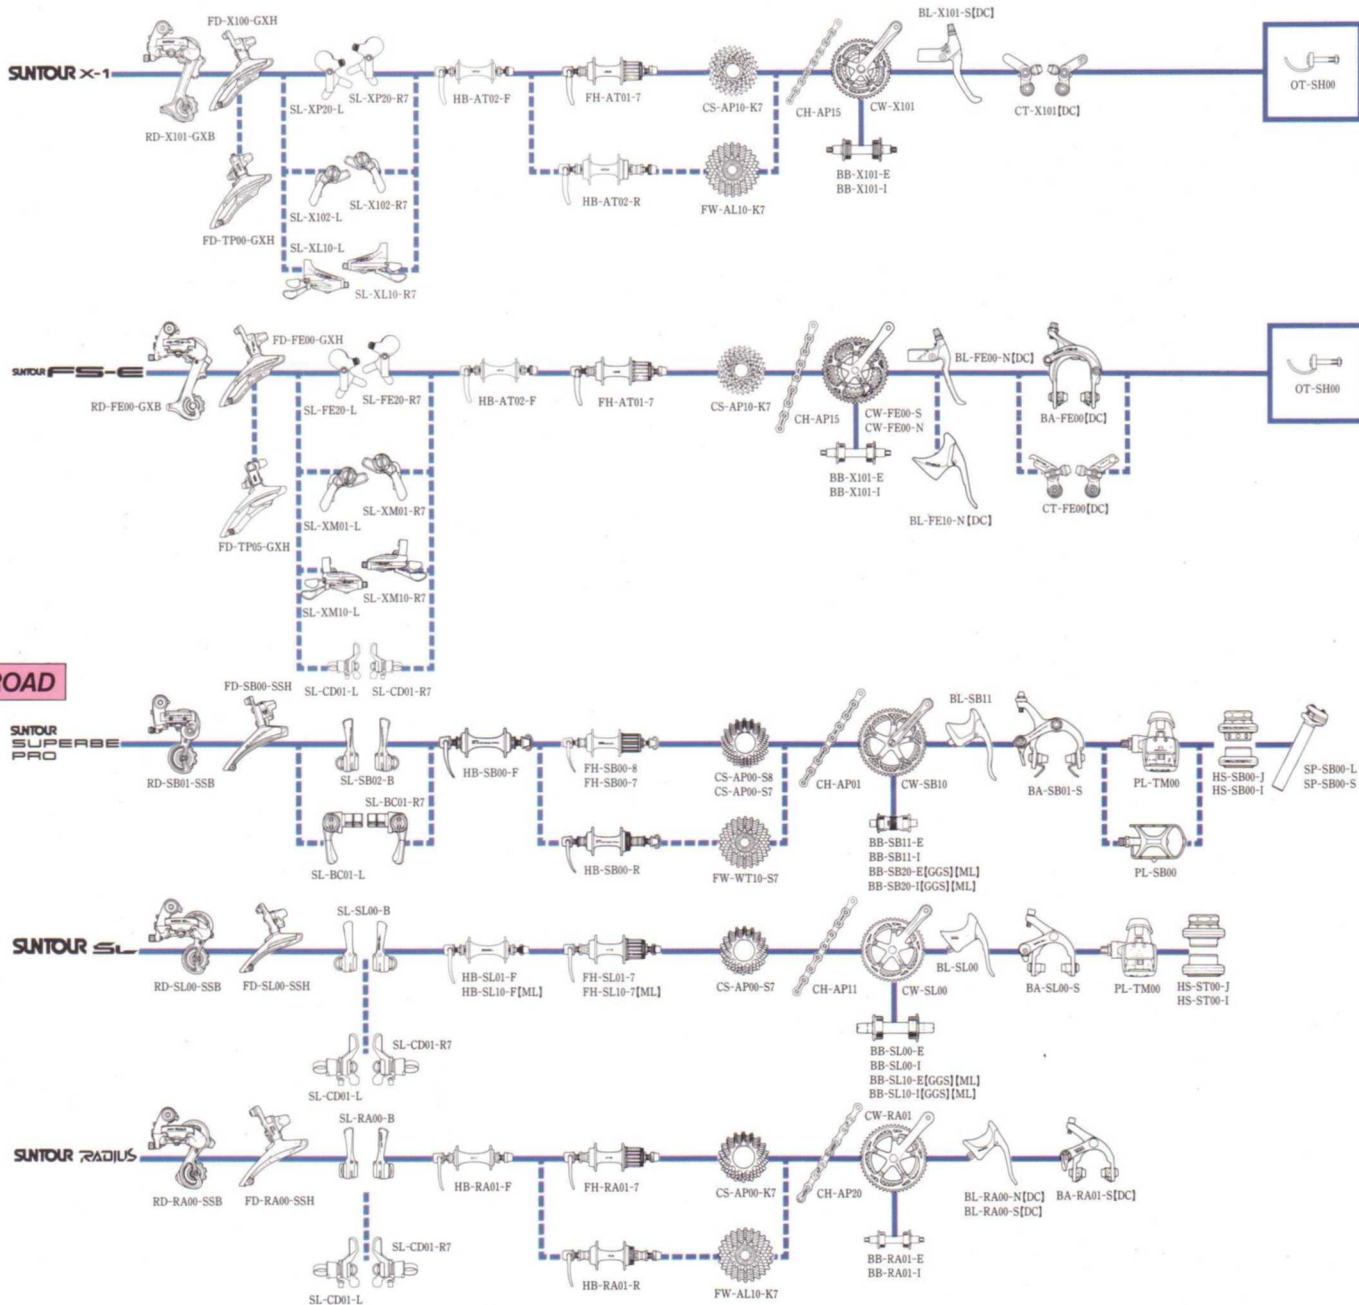 SUNTOUR X-1
RD-X101-GXB
FD-X100-GXH
FD-TP00-GXH
SL-XP20-L
SL-XP20-R7
SL-X102-L
SL-X102-R7
SL-XL10-L
SL-XL10-R7
HB-AT02-F
FH-AT01-7
HB-AT02-R
CS-AP10-K7
FW-AL10-K7
CH-AP15
CW-X101
BB-X101-E
BB-X101-I
BL-X101-S[DC]
CT-X101[DC]
OT-SH00
SUNTOUR FS-E
RD-FE00-GXB
FD-FE00-GXH
FD-TP05-GXH
SL-FE20-L
SL-FE20-R7
SL-XM01-L
SL-XM01-R7
SL-XM10-L
SL-XM10-R7
SL-CD01-L
SL-CD01-R7
HB-AT02-F
FH-AT01-7
CS-AP10-K7
CH-AP15
CW-FE00-S
CW-FE00-N
BB-X101-E
BB-X101-I
BL-FE00-N[DC]
BL-FE10-N[DC]
BA-FE00[DC]
CT-FE00[DC]
OT-SH00
ROAD
SUNTOUR
SUPERBE
PRO
RD-SB01-SSB
FD-SB00-SSH
SL-SB02-B
SL-BC01-R7
SL-BC01-L
HB-SB00-F
FH-SB00-8
FH-SB00-7
HB-SB00-R
CS-AP00-S8
CS-AP00-S7
FW-WT10-S7
CH-AP01
CW-SB10
BB-SB11-E
BB-SB11-I
BB-SB20-E[GGS][ML]
BB-SB20-I[GGS][ML]
BL-SB11
BA-SB01-S
PL-TM00
PL-SB00
HS-SB00-J
HS-SB00-I
SP-SB00-L
SP-SB00-S
SUNTOUR SL
RD-SL00-SSB
FD-SL00-SSH
SL-SL00-B
SL-CD01-R7
SL-CD01-L
HB-SL01-F
HB-SL10-F[ML]
FH-SL01-7
FH-SL10-7[ML]
CS-AP00-S7
CH-AP11
CW-SL00
BB-SL00-E
BB-SL00-I
BB-SL10-E[GGS][ML]
BB-SL10-I[GGS][ML]
BL-SL00
BA-SL00-S
PL-TM00
HS-ST00-J
HS-ST00-I
SUNTOUR RADIUS
RD-RA00-SSB
FD-RA00-SSH
SL-RA00-B
SL-CD01-R7
SL-CD01-L
HB-RA01-F
FH-RA01-7
HB-RA01-R
CS-AP00-K7
FW-AL10-K7
CH-AP20
CW-RA01
BB-RA01-E
BB-RA01-I
BL-RA00-N[DC]
BL-RA00-S[DC]
BA-RA01-S[DC]